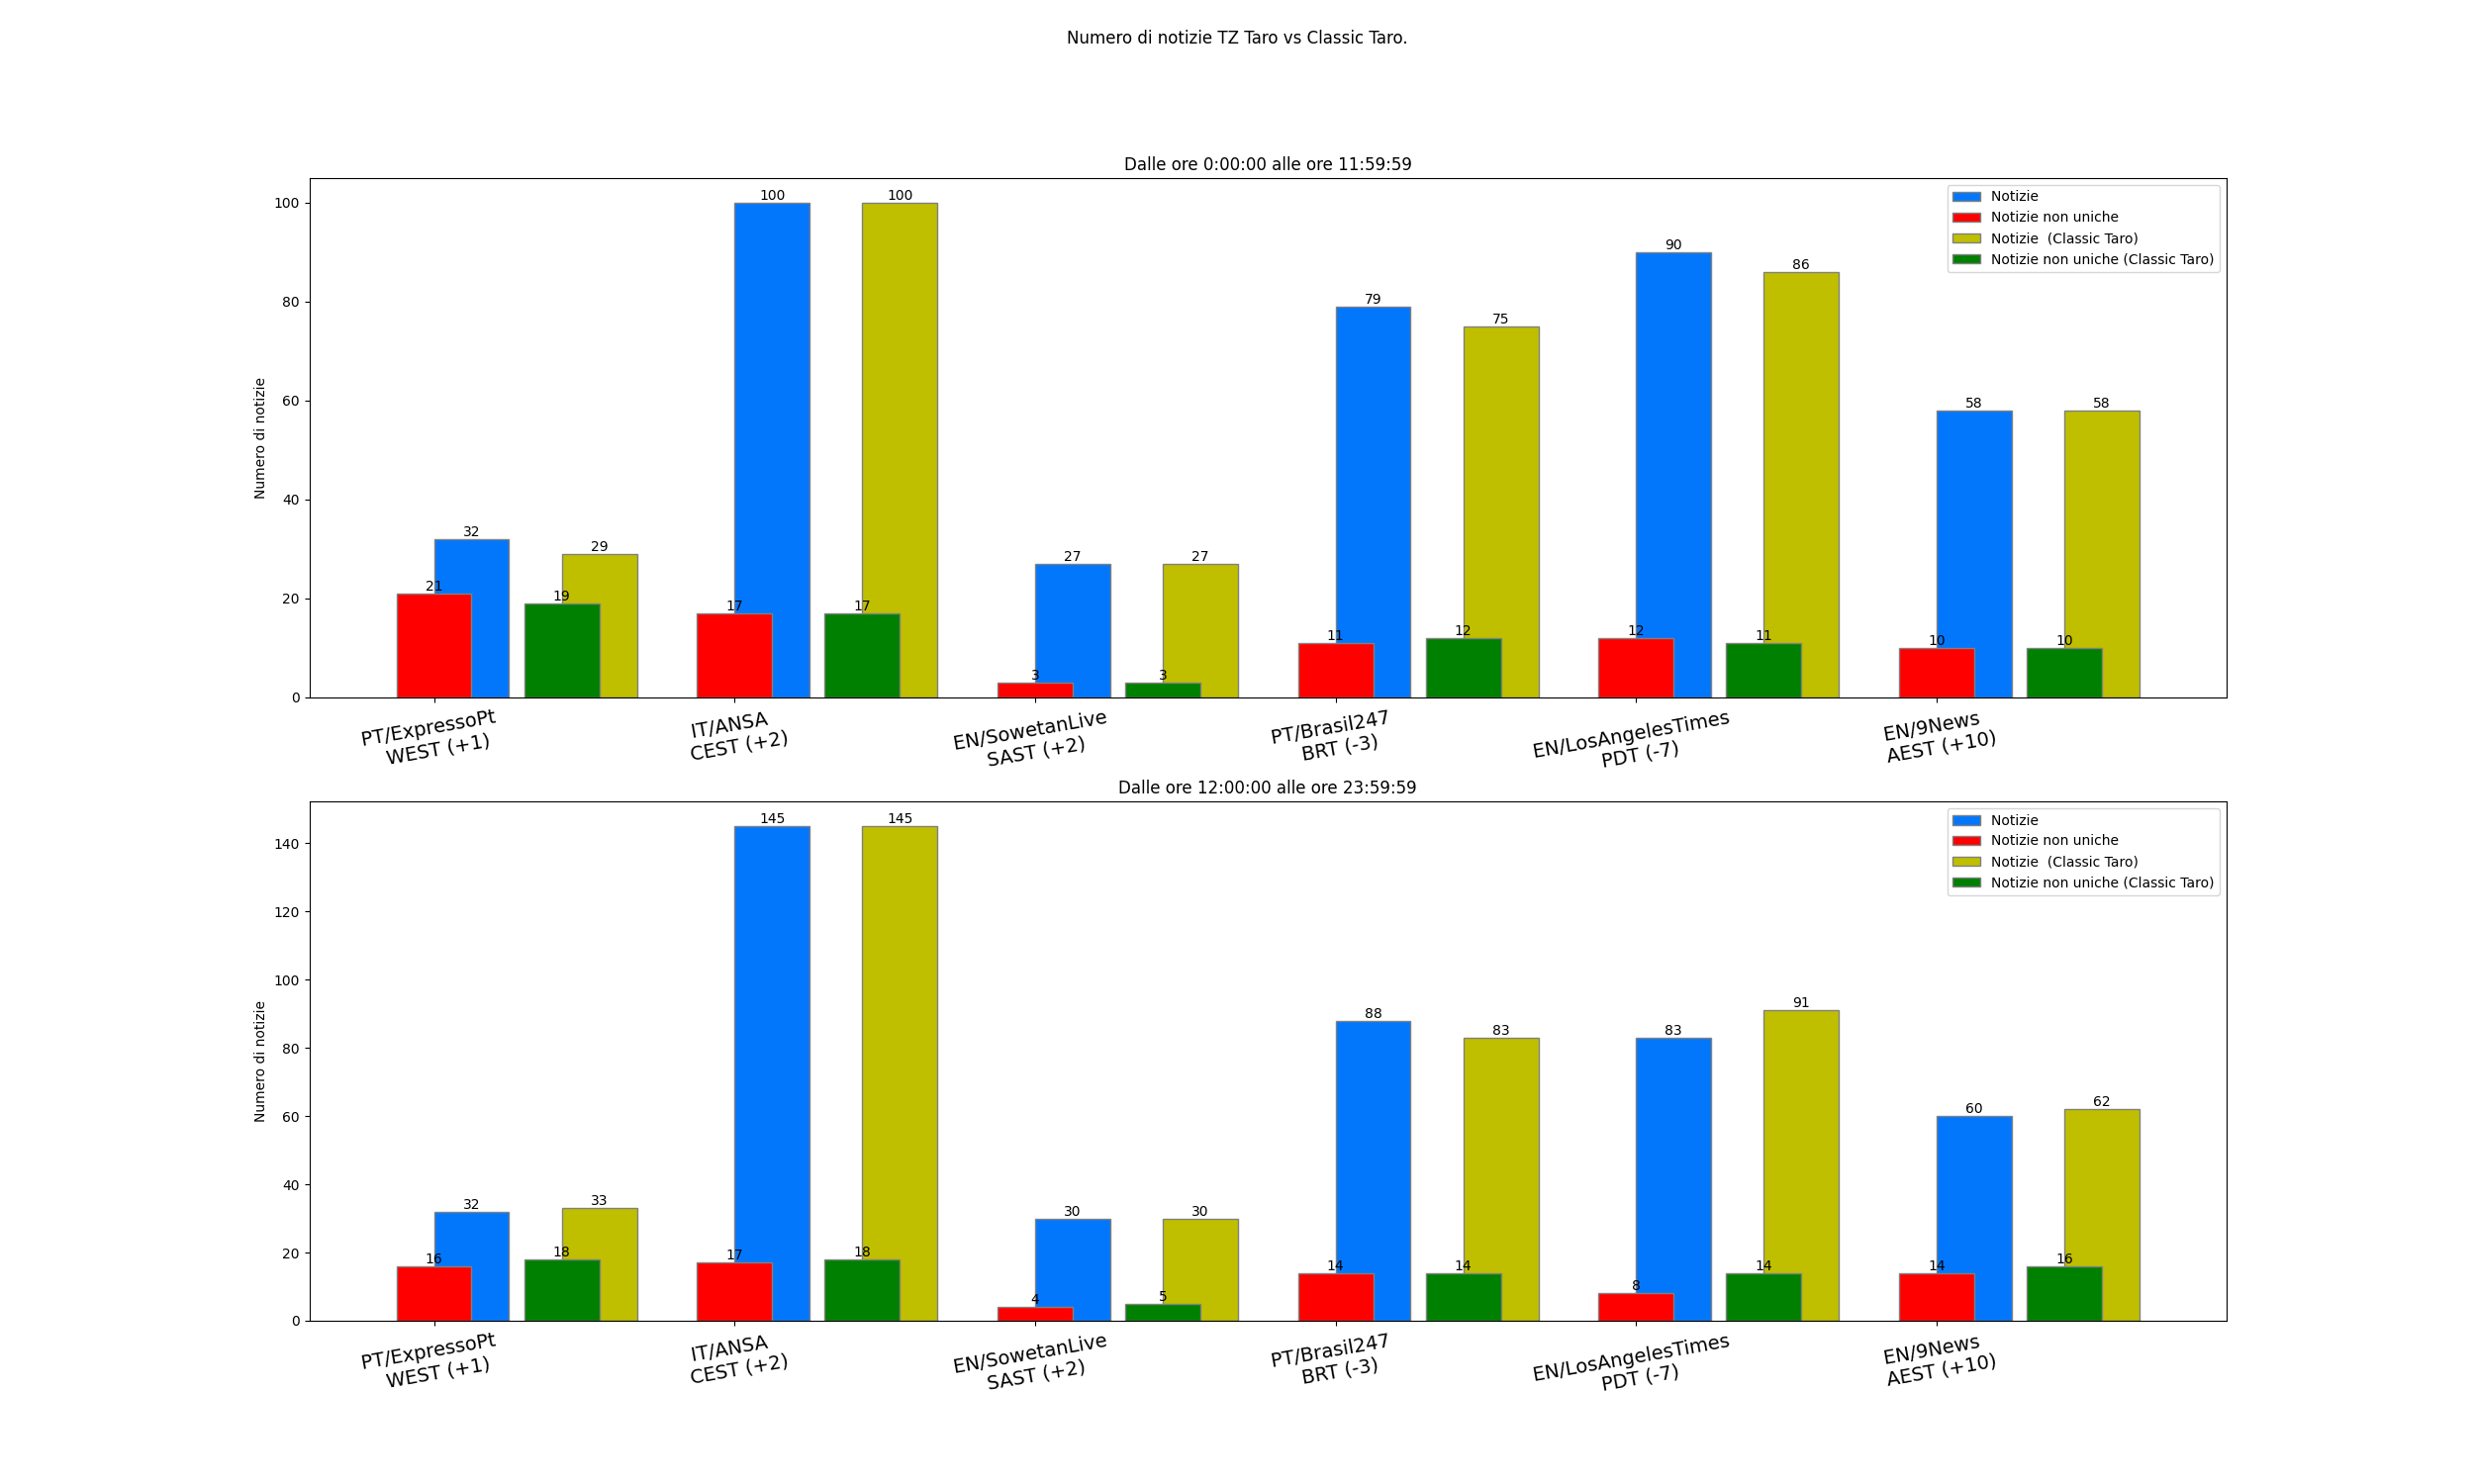 Numero di notizie TZ Taro vs Classic Taro.
Dalle ore 0:00:00 alle ore 11:59:59
Numero di notizie
100
80
60
40
20
0
32
21
29
19
100
17
100
17
27
3
27
3
79
11
75
12
90
12
86
11
58
10
58
10
Notizie
Notizie non uniche
Notizie (Classic Taro)
Notizie non uniche (Classic Taro)
PT/ExpressoPt
WEST (+1)
IT/ANSA
CEST (+2)
EN/SowetanLive
SAST (+2)
PT/Brasil247
BRT (-3)
EN/LosAngelesTimes
PDT (-7)
EN/9News
AEST (+10)
Dalle ore 12:00:00 alle ore 23:59:59
Numero di notizie
140
120
100
80
60
40
20
0
32
16
33
18
145
17
145
18
30
4
30
5
88
14
83
14
83
8
91
14
60
14
62
16
Notizie
Notizie non uniche
Notizie (Classic Taro)
Notizie non uniche (Classic Taro)
PT/ExpressoPt
WEST (+1)
IT/ANSA
CEST (+2)
EN/SowetanLive
SAST (+2)
PT/Brasil247
BRT (-3)
EN/LosAngelesTimes
PDT (-7)
EN/9News
AEST (+10)